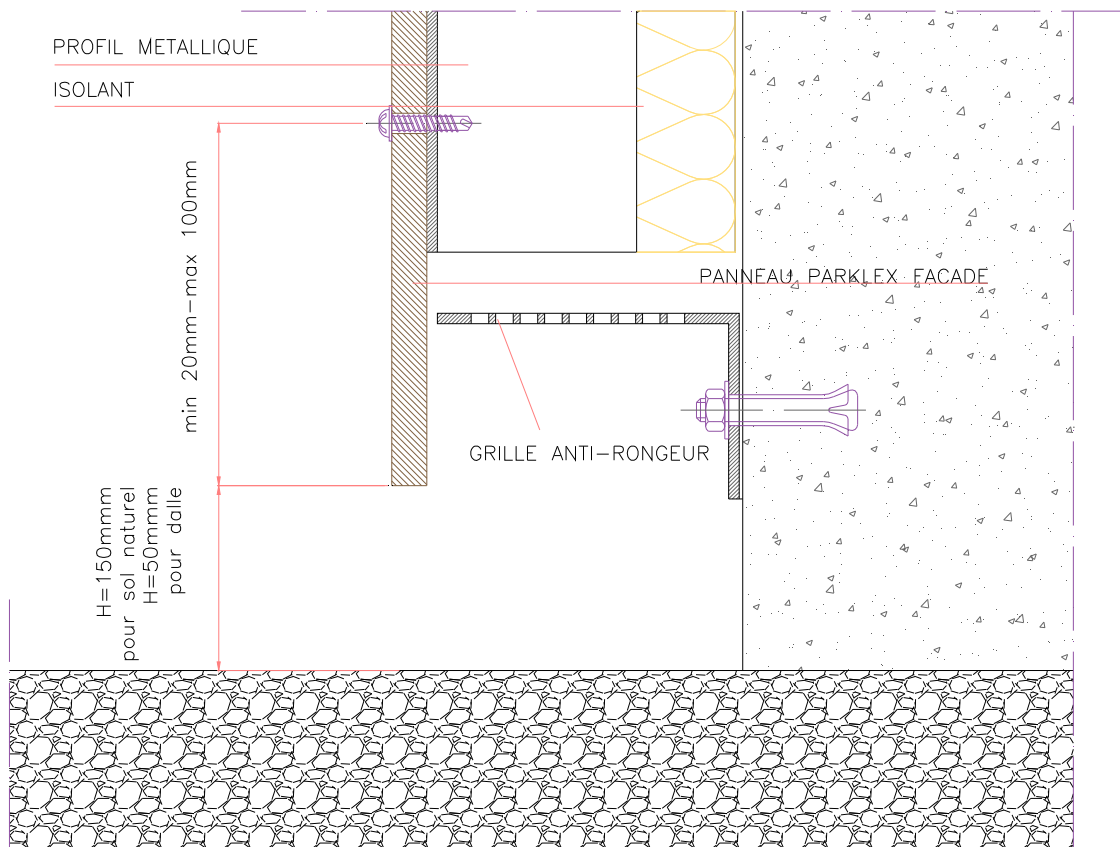 PROFIL METALLIQUE
ISOLANT
min 20mm-max 100mm
PANNEAU PARKLEX FACADE
GRILLE ANTI-RONGEUR
H=150mmm
pour sol naturel
H=50mmm
pour dalle